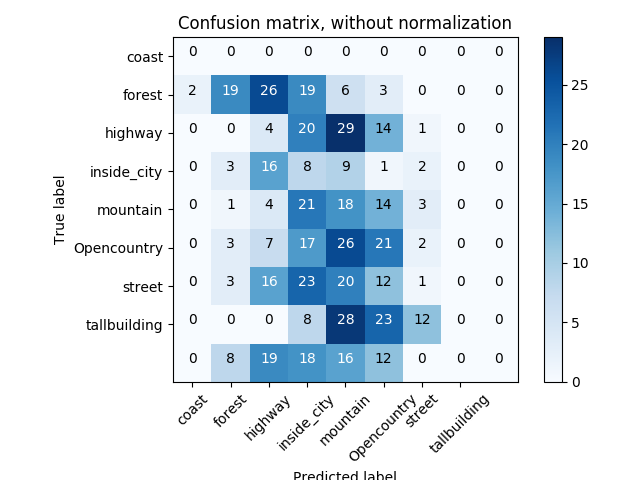 Confusion matrix, without normalization
coast 0 0 0 0 0 0 0 0 0
forest 2 19 26 19 6 3 0 0 0
highway 0 0 4 20 29 14 1 0 0
inside_city 0 3 16 8 9 1 2 0 0
mountain 0 1 4 21 18 14 3 0 0
Opencountry 0 3 7 17 26 21 2 0 0
street 0 3 16 23 20 12 1 0 0
tallbuilding 0 0 0 8 28 23 12 0 0
0 8 19 18 16 12 0 0 0
coast forest highway inside_city mountain Opencountry street tallbuilding
True label
Predicted label
25
20
15
10
5
0